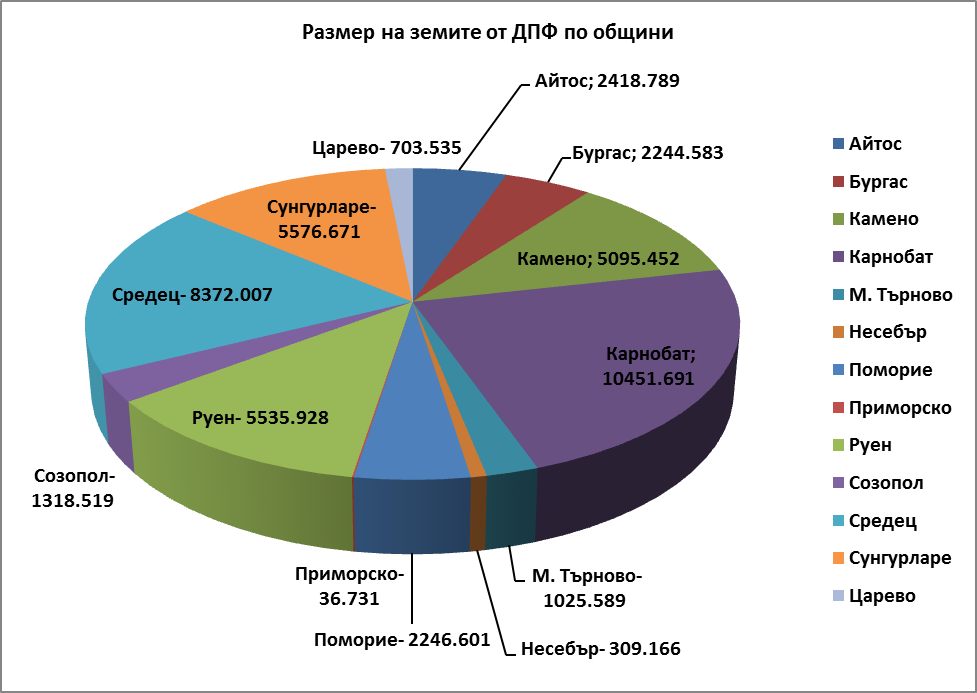 Размер на земите от ДПФ по общини
Айтос; 2418.789
Бургас; 2244.583
Царево- 703.535
Сунгурларе-
5576.671
Камено; 5095.452
Средец- 8372.007
Карнобат;
10451.691
Руен- 5535.928
Созопол-
1318.519
Приморско-
36.731
М. Търново-
1025.589
Поморие- 2246.601
Несебър- 309.166
Айтос
Бургас
Камено
Карнобат
М. Търново
Несебър
Поморие
Приморско
Руен
Созопол
Средец
Сунгурларе
Царево